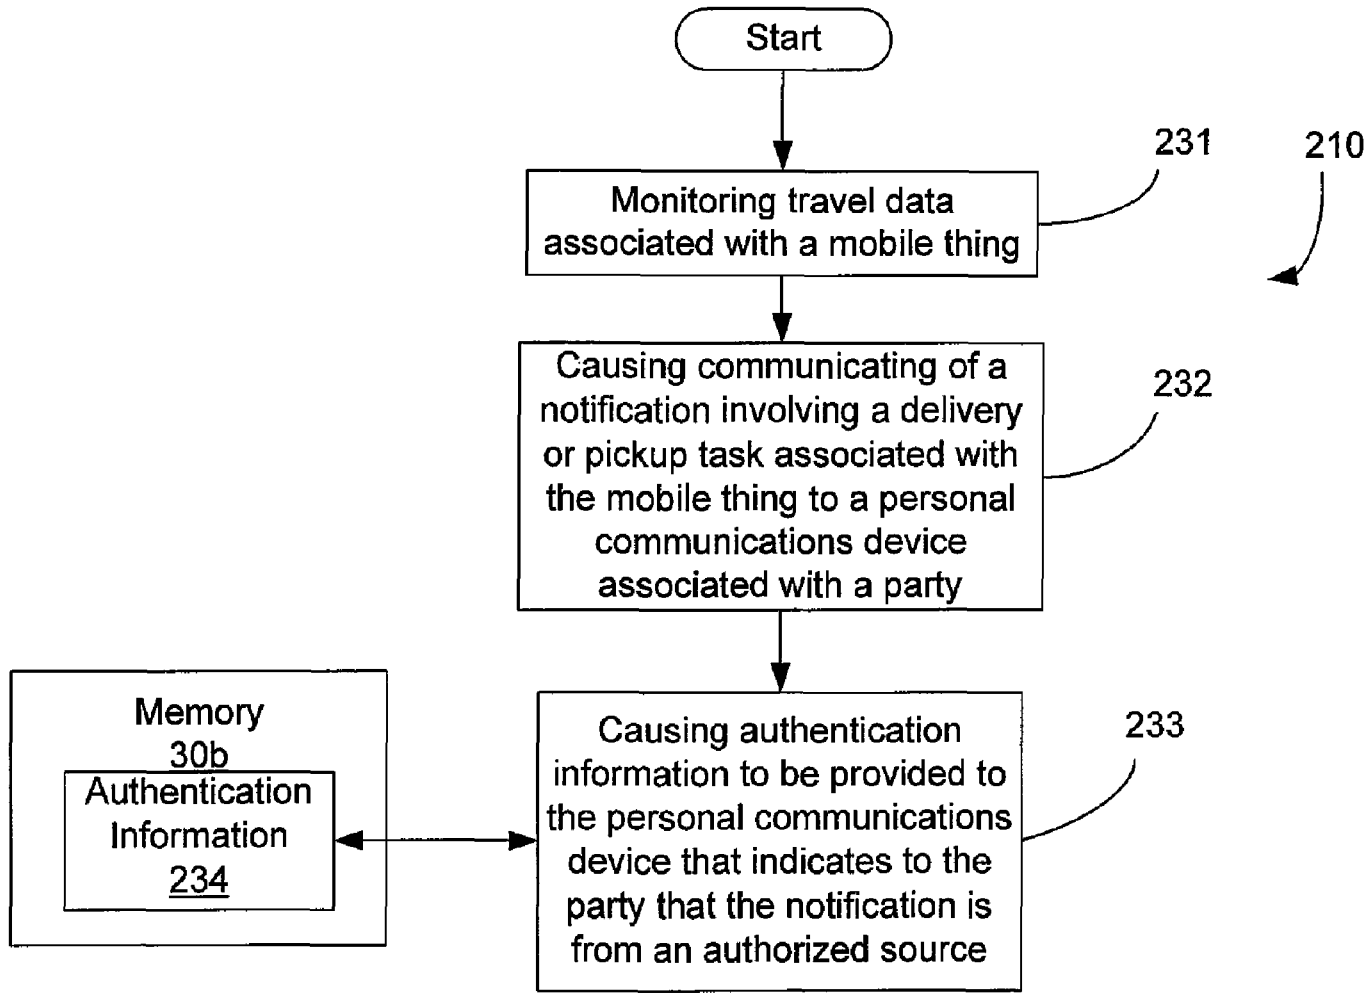 Start
231
210
Monitoring travel data
associated with a mobile thing
Causing communicating of a
notification involving a delivery
or pickup task associated with
the mobile thing to a personal
communications device
associated with a party
232
Memory
30b
Authentication
Information
234
Causing authentication
information to be provided to
the personal communications
device that indicates to the
party that the notification is
from an authorized source
233